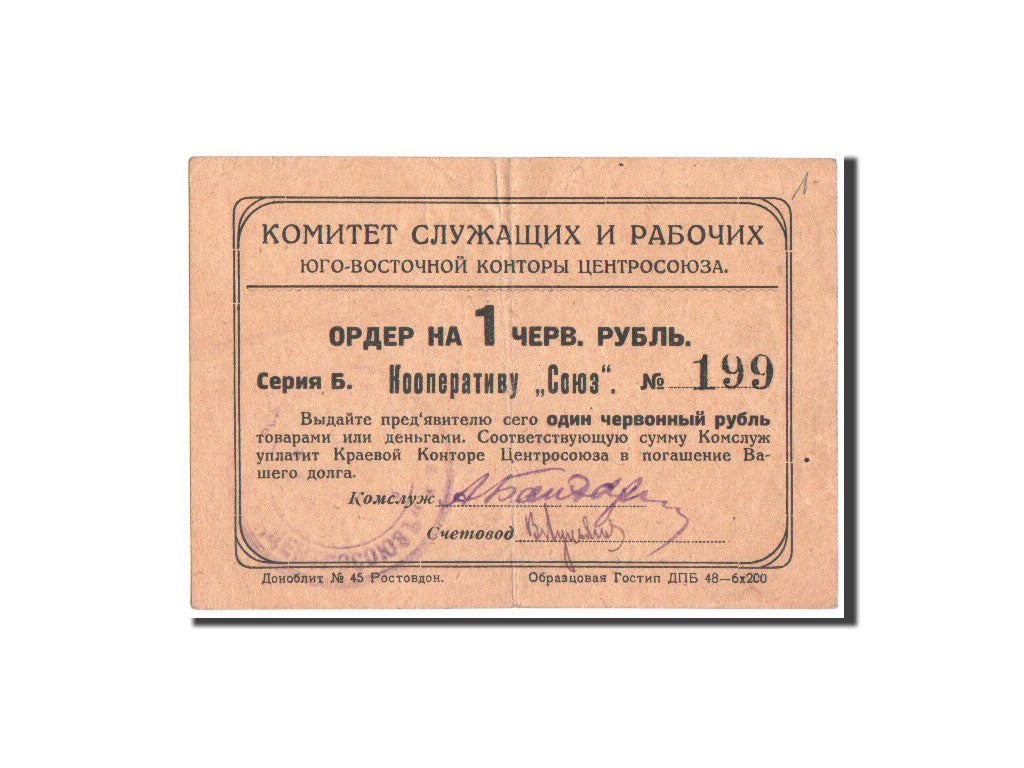 1
КОМИТЕТ СЛУЖАЩИХ И РАБОЧИХ
ЮГО-ВОСТОЧНОЙ КОНТОРЫ ЦЕНТРОСОЮЗА.
ОРДЕР НА 1 ЧЕРВ. РУБЛЬ.
Серия Б. Кооперативу „Союз“. № 199
Выдайте пред'явителю сего один червонный рубль
товарами или деньгами. Соответствующую сумму Комслуж
уплатит Краевой Конторе Центросоюза в погашение Ва-
шего долга.
Комслуж
Счетовод
Доноблит № 45 Ростовдон. Образцовая Гостип ДПБ 48—6х200